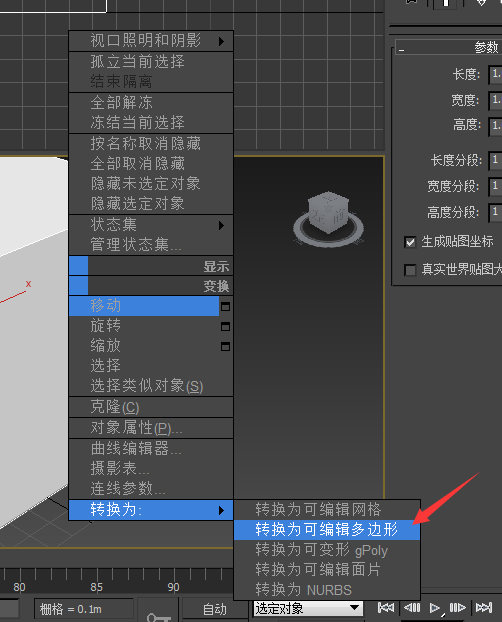 视口照明和阴影
孤立当前选择
结束隔离
全部解冻
冻结当前选择
按名称取消隐藏
全部取消隐藏
隐藏未选定对象
隐藏选定对象
状态集
管理状态集...
显示
变换
移动
旋转
缩放
选择
选择类似对象(S)
克隆(C)
对象属性(P)...
曲线编辑器...
摄影表...
连线参数...
转换为:
转换为可编辑网格
转换为可编辑多边形
转换为可变形 gPoly
转换为可编辑面片
转换为 NURBS
参数
长度: 1.
宽度: 1.
高度: 1.
长度分段: 1
宽度分段: 1
高度分段: 1
生成贴图坐标
真实世界贴图大
x
80 85 90
栅格 = 0.1m
自动
选定对象